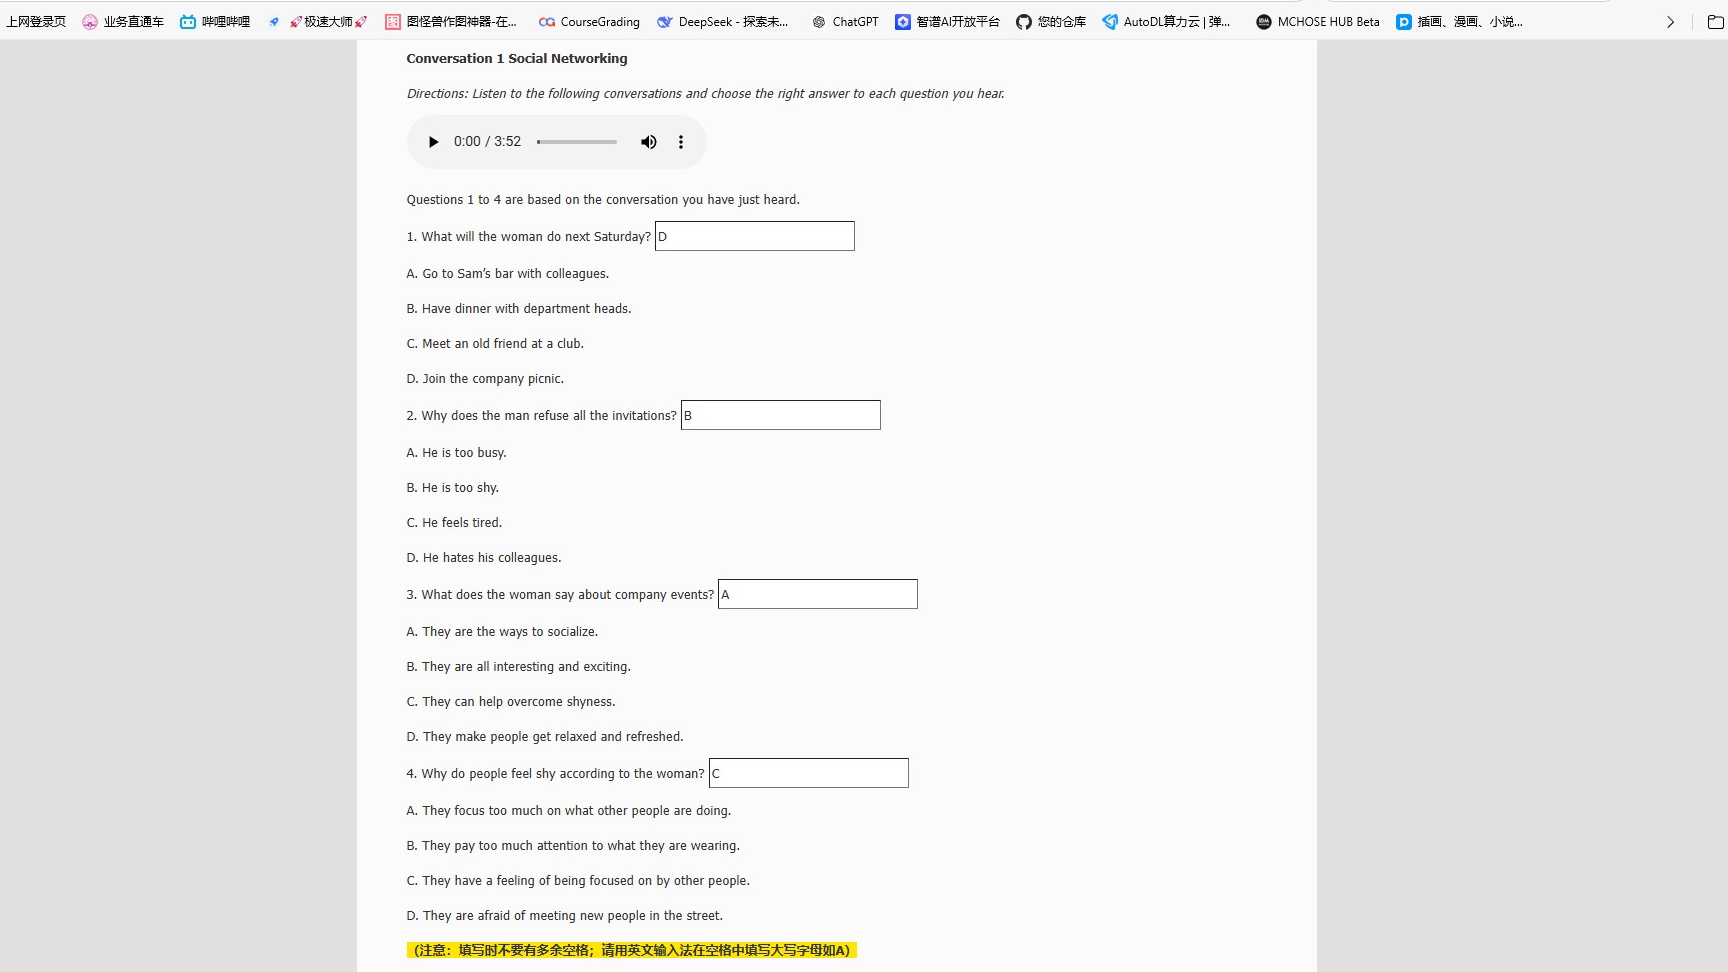 上网登录页 业务直通车 哔哩哔哩 🚀极速大师🚀 图怪兽作图神器-在... CourseGrading DeepSeek - 探索未... ChatGPT 智谱AI开放平台 您的仓库 AutoDL算力云 | 弹... MCHOSE HUB Beta 插画、漫画、小说...
Conversation 1 Social Networking
Directions: Listen to the following conversations and choose the right answer to each question you hear.
0:00 / 3:52
Questions 1 to 4 are based on the conversation you have just heard.
1. What will the woman do next Saturday? D
A. Go to Sam’s bar with colleagues.
B. Have dinner with department heads.
C. Meet an old friend at a club.
D. Join the company picnic.
2. Why does the man refuse all the invitations? B
A. He is too busy.
B. He is too shy.
C. He feels tired.
D. He hates his colleagues.
3. What does the woman say about company events? A
A. They are the ways to socialize.
B. They are all interesting and exciting.
C. They can help overcome shyness.
D. They make people get relaxed and refreshed.
4. Why do people feel shy according to the woman? C
A. They focus too much on what other people are doing.
B. They pay too much attention to what they are wearing.
C. They have a feeling of being focused on by other people.
D. They are afraid of meeting new people in the street.
（注意：填写时不要有多余空格；请用英文输入法在空格中填写大写字母如A）